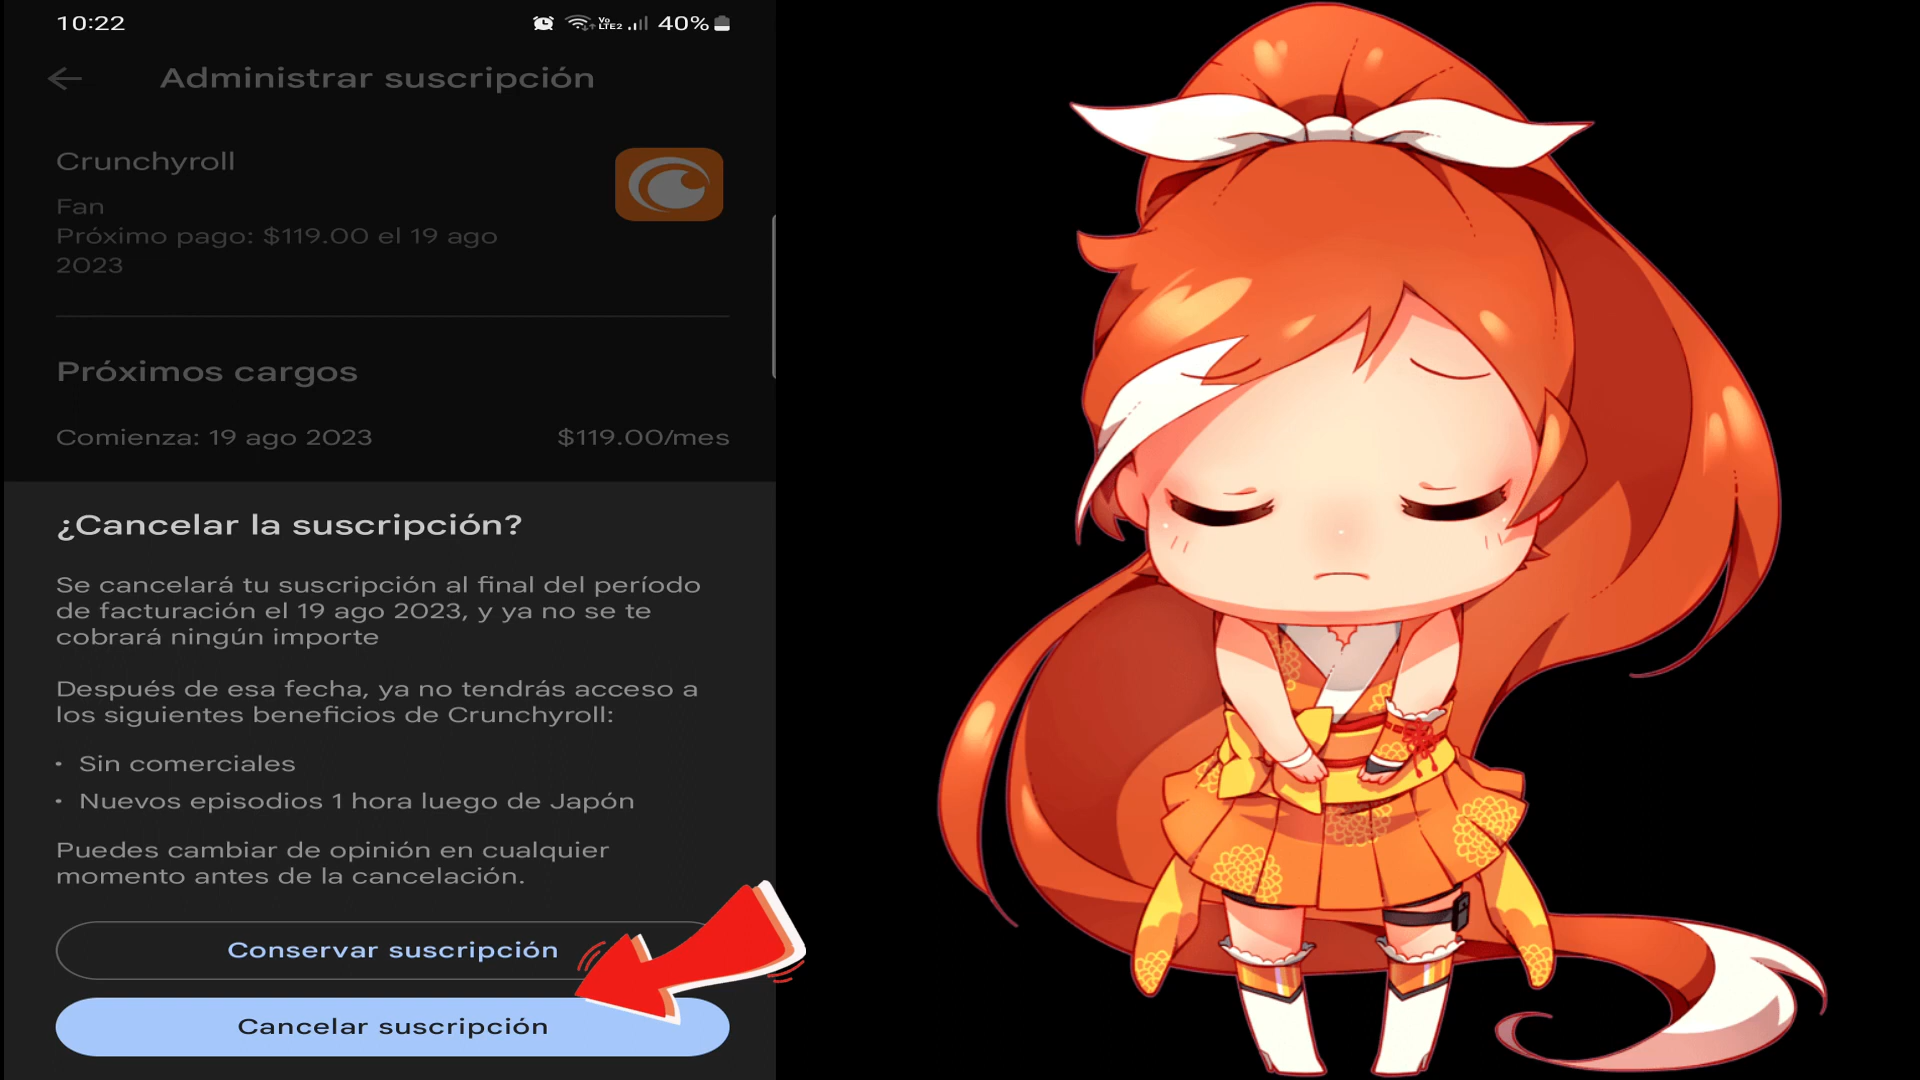 10:22
Vo
LTE2
40%
Administrar suscripción
Crunchyroll
Fan
Próximo pago: $119.00 el 19 ago
2023
Próximos cargos
Comienza: 19 ago 2023 $119.00/mes
¿Cancelar la suscripción?
Se cancelará tu suscripción al final del período
de facturación el 19 ago 2023, y ya no se te
cobrará ningún importe
Después de esa fecha, ya no tendrás acceso a
los siguientes beneficios de Crunchyroll:
• Sin comerciales
• Nuevos episodios 1 hora luego de Japón
Puedes cambiar de opinión en cualquier
momento antes de la cancelación.
Conservar suscripción
Cancelar suscripción